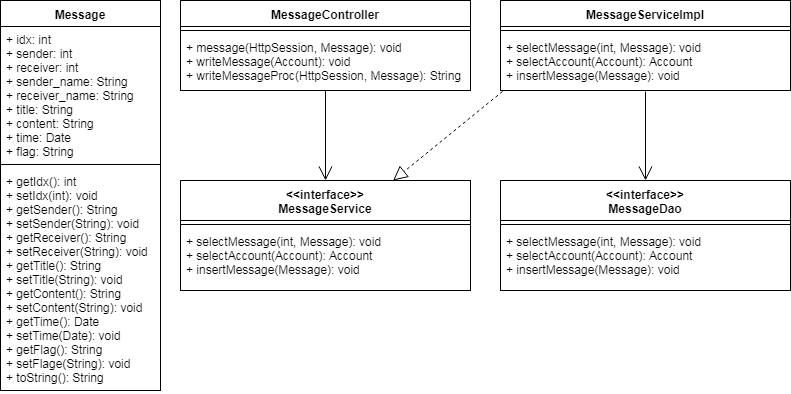 Message
+ idx: int
+ sender: int
+ receiver: int
+ sender_name: String
+ receiver_name: String
+ title: String
+ content: String
+ time: Date
+ flag: String
+ getIdx(): int
+ setIdx(int): void
+ getSender(): String
+ setSender(String): void
+ getReceiver(): String
+ setReceiver(String): void
+ getTitle(): String
+ setTitle(String): void
+ getContent(): String
+ setContent(String): void
+ getTime(): Date
+ setTime(Date): void
+ getFlag(): String
+ setFlage(String): void
+ toString(): String
MessageController
+ message(HttpSession, Message): void
+ writeMessage(Account): void
+ writeMessageProc(HttpSession, Message): String
MessageServiceImpl
+ selectMessage(int, Message): void
+ selectAccount(Account): Account
+ insertMessage(Message): void
<<interface>>
MessageService
+ selectMessage(int, Message): void
+ selectAccount(Account): Account
+ insertMessage(Message): void
<<interface>>
MessageDao
+ selectMessage(int, Message): void
+ selectAccount(Account): Account
+ insertMessage(Message): void